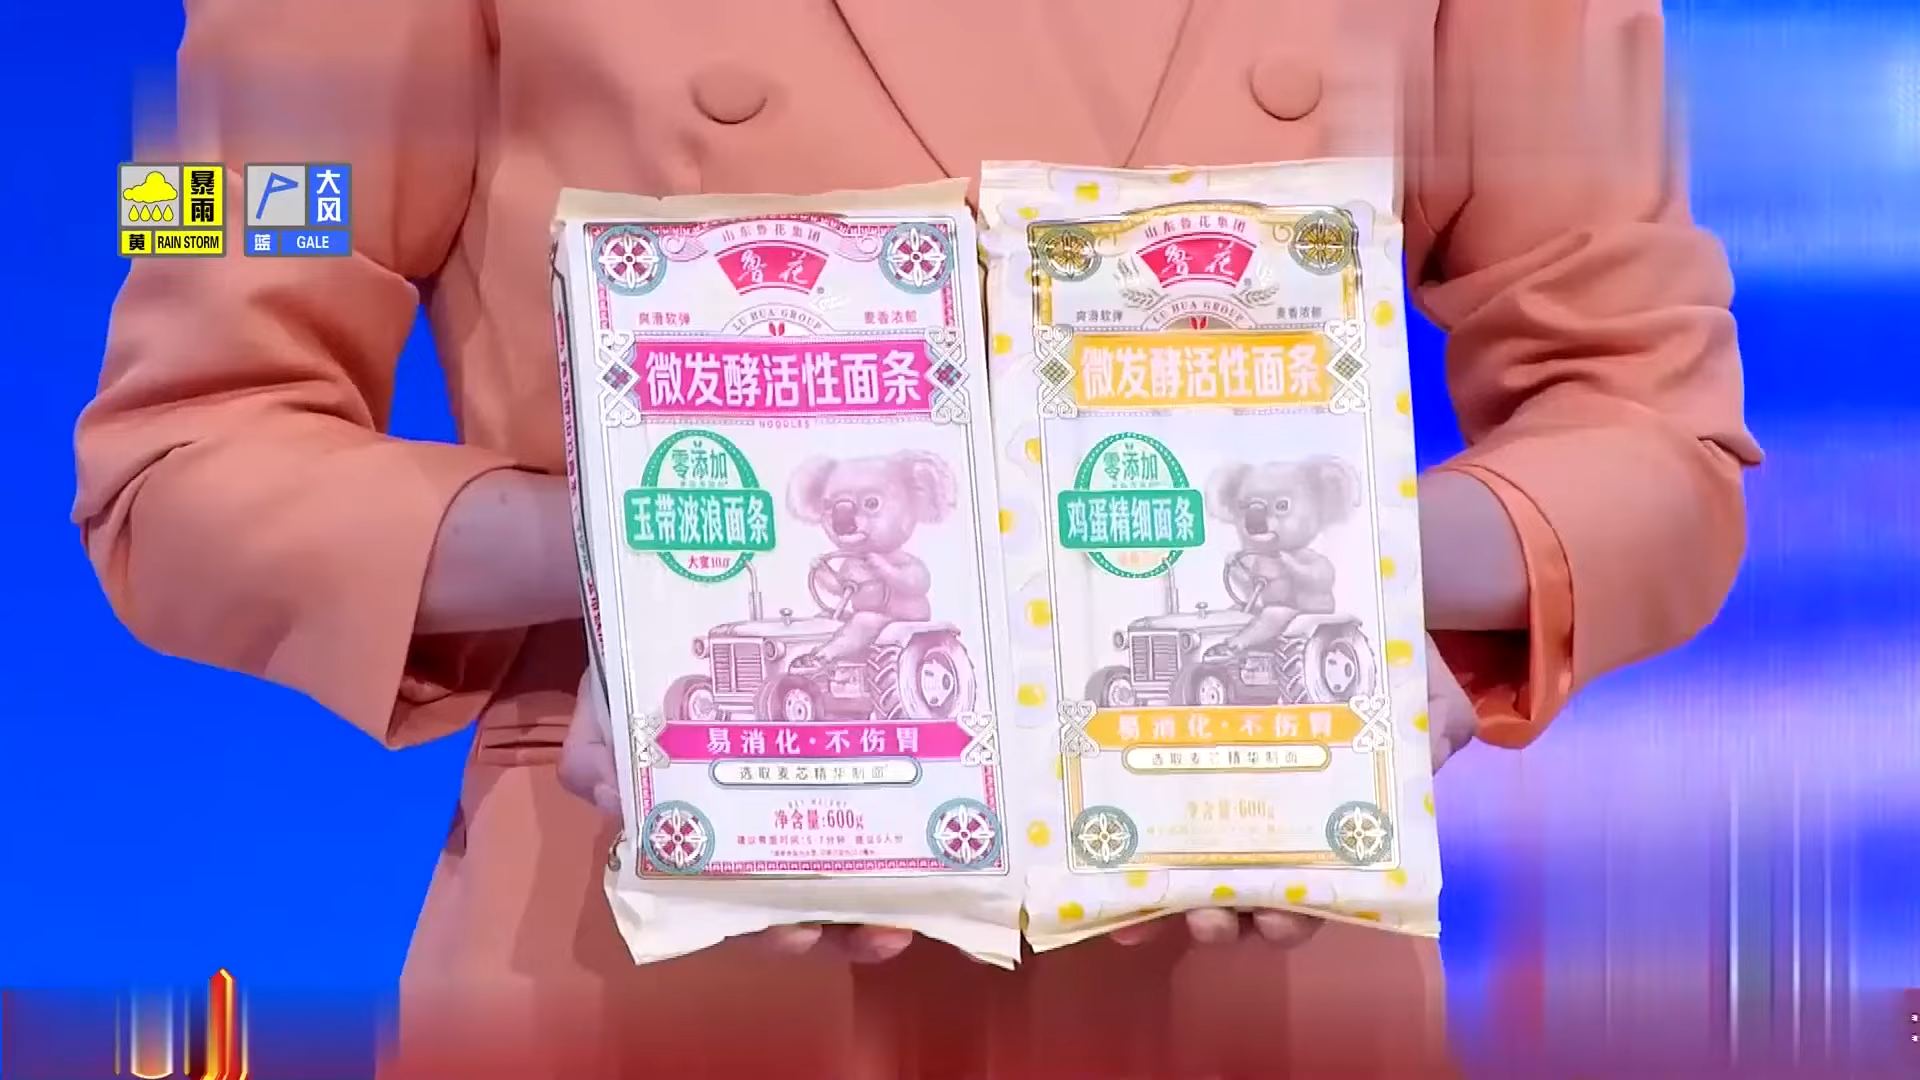 暴雨
黄 RAIN STORM
大风
蓝 GALE
山东鲁花集团
鲁花
LU HUA GROUP
爽滑软弹 麦香浓郁
微发酵活性面条
NOODLES
零添加
玉带波浪面条
大宽10#
易消化·不伤胃
选取麦芯精华制面
净含量:600g
山东鲁花集团
鲁花
LU HUA GROUP
爽滑软弹 麦香浓郁
微发酵活性面条
零添加
鸡蛋精细面条
易消化·不伤胃
选取麦芯精华制面
净含量:600g